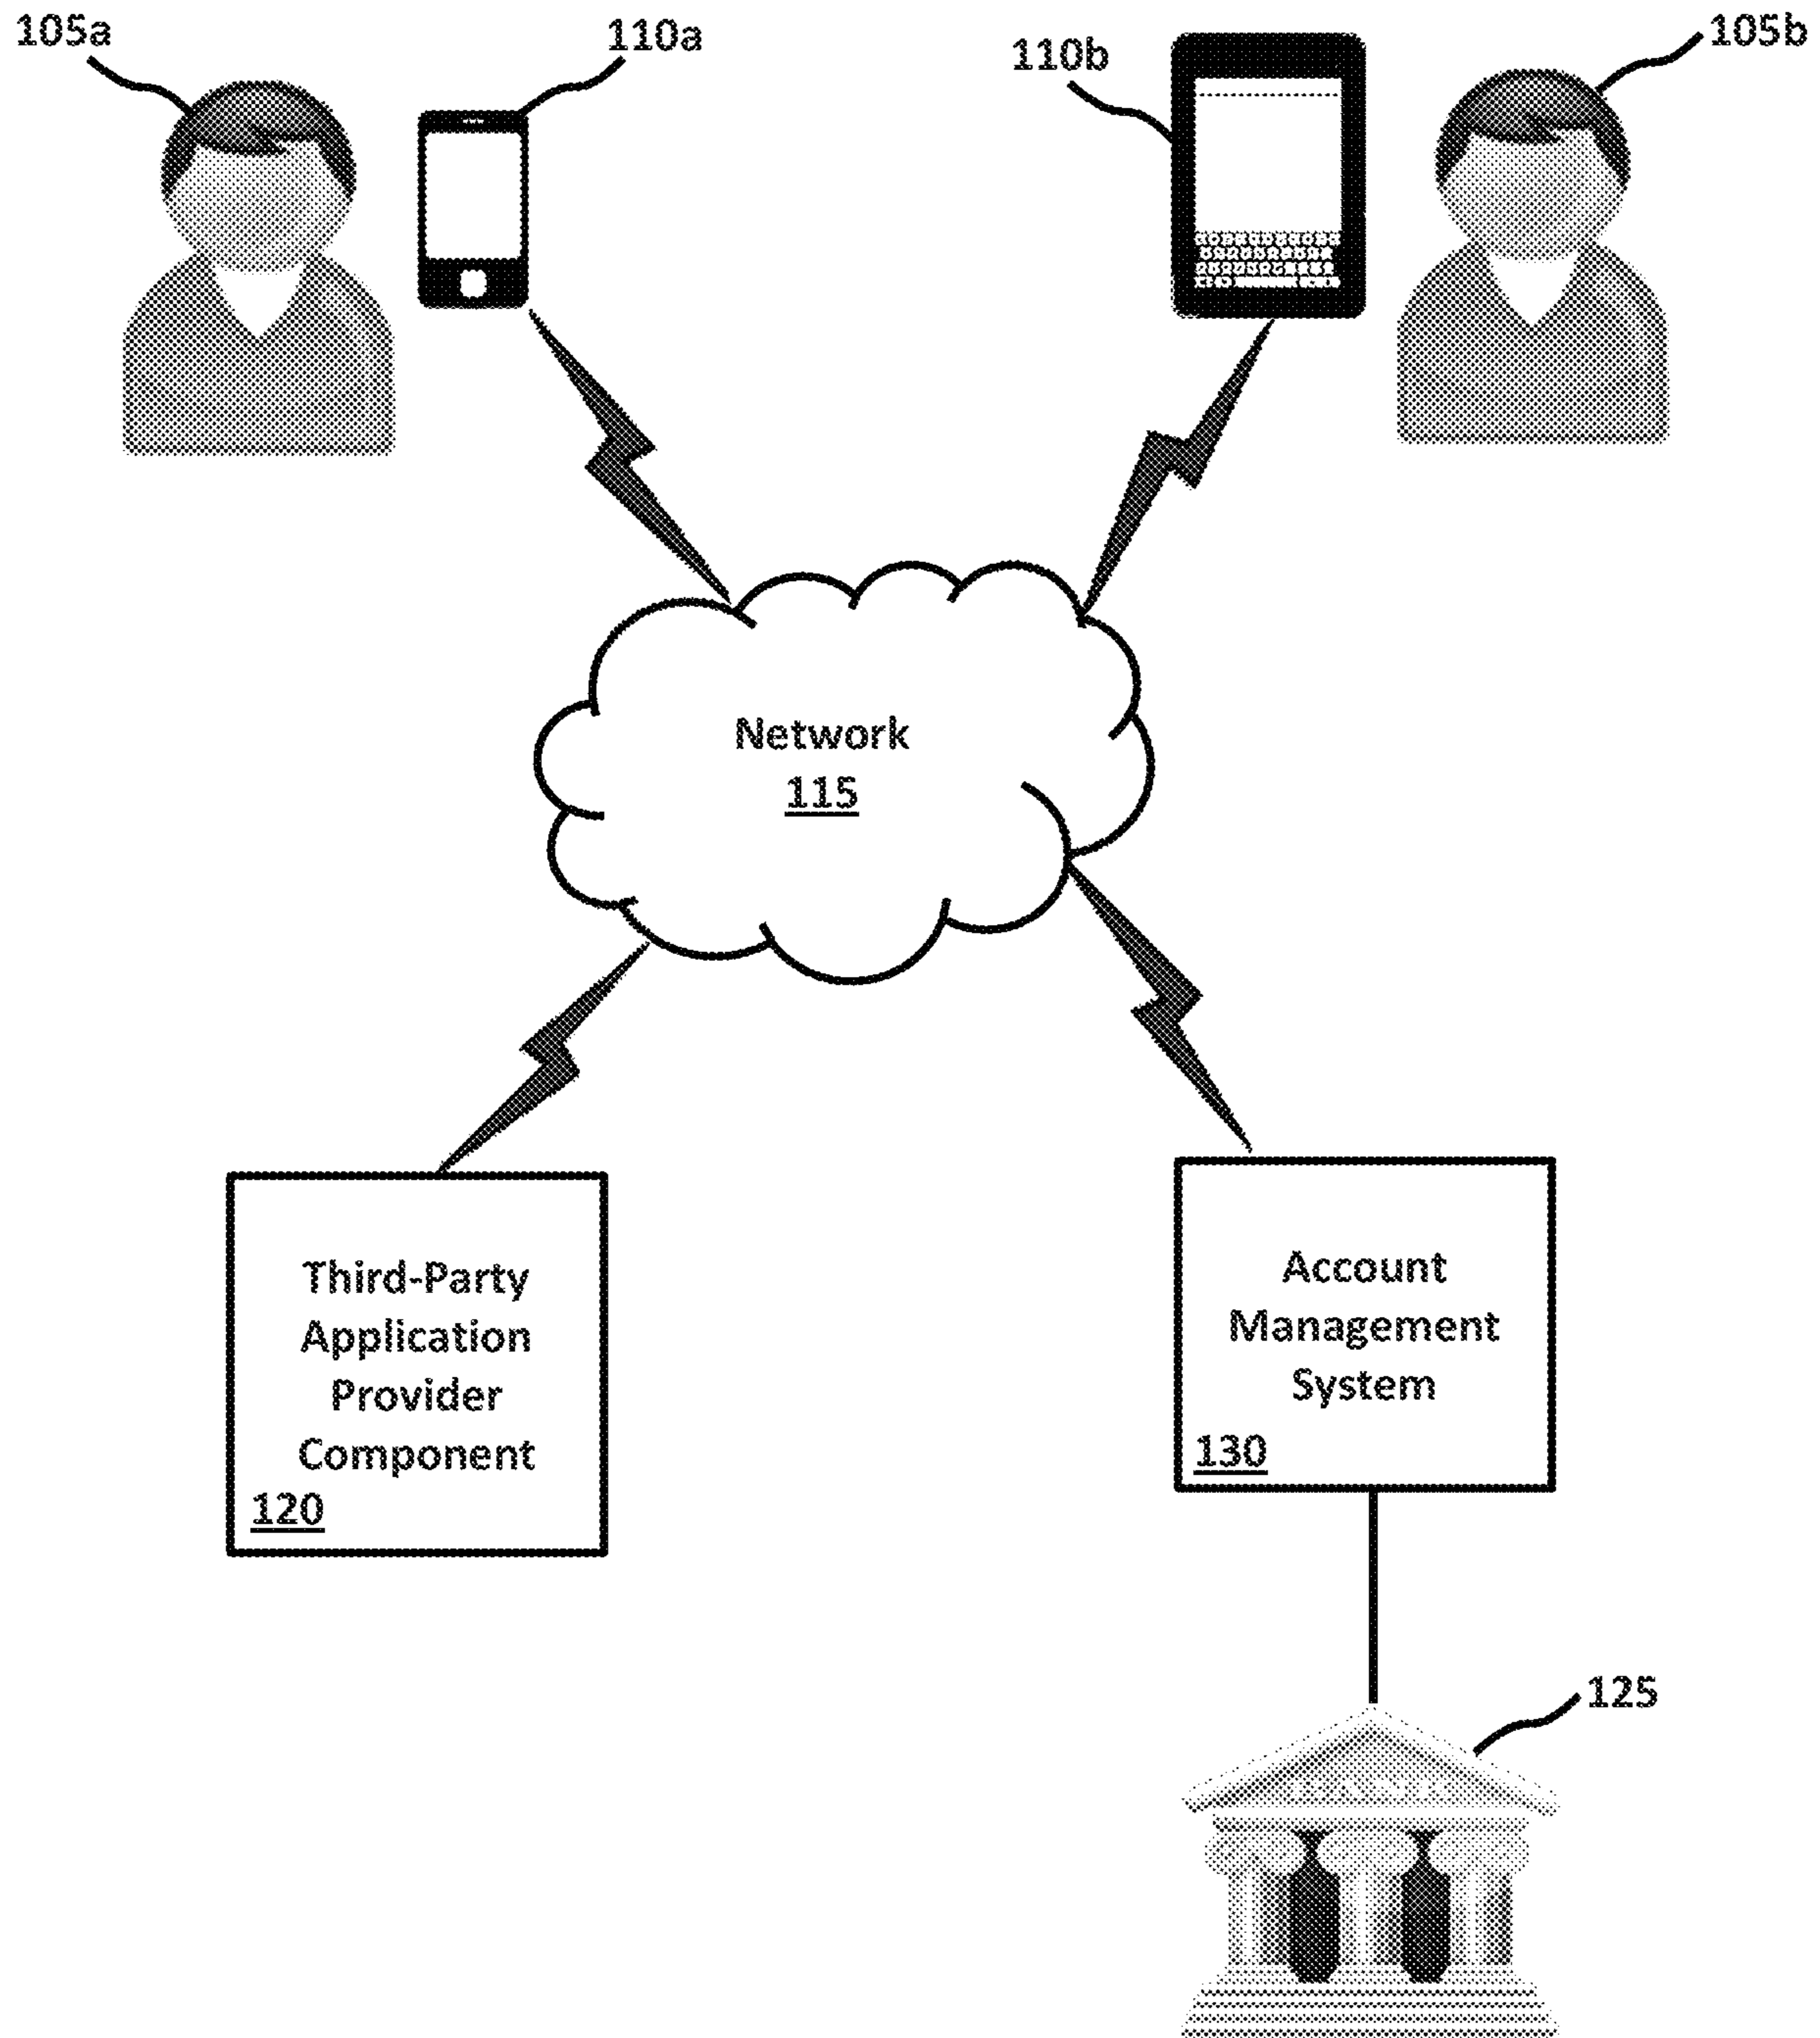 105a
110a
110b
105b
Network
115
Third-Party
Application
Provider
Component
120
Account
Management
System
130
125